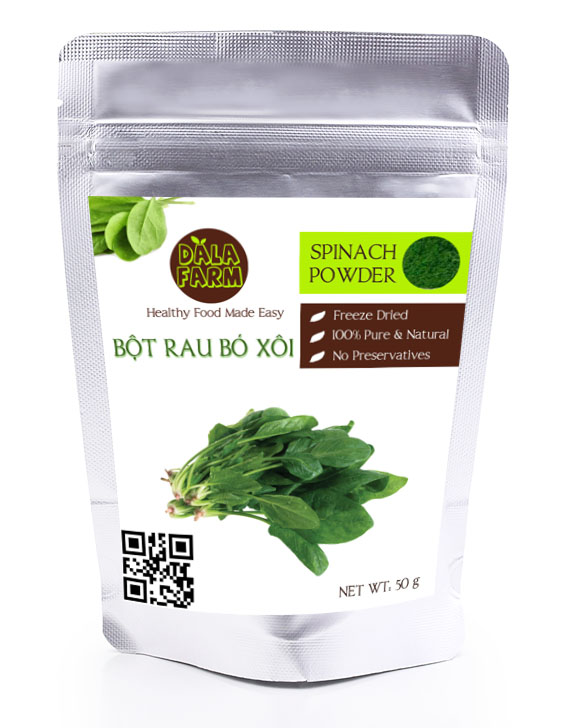 DALA
FARM
Healthy Food Made Easy
BỘT RAU BÓ XÔI
SPINACH
POWDER
Freeze Dried
100% Pure & Natural
No Preservatives
NET WT: 50 g